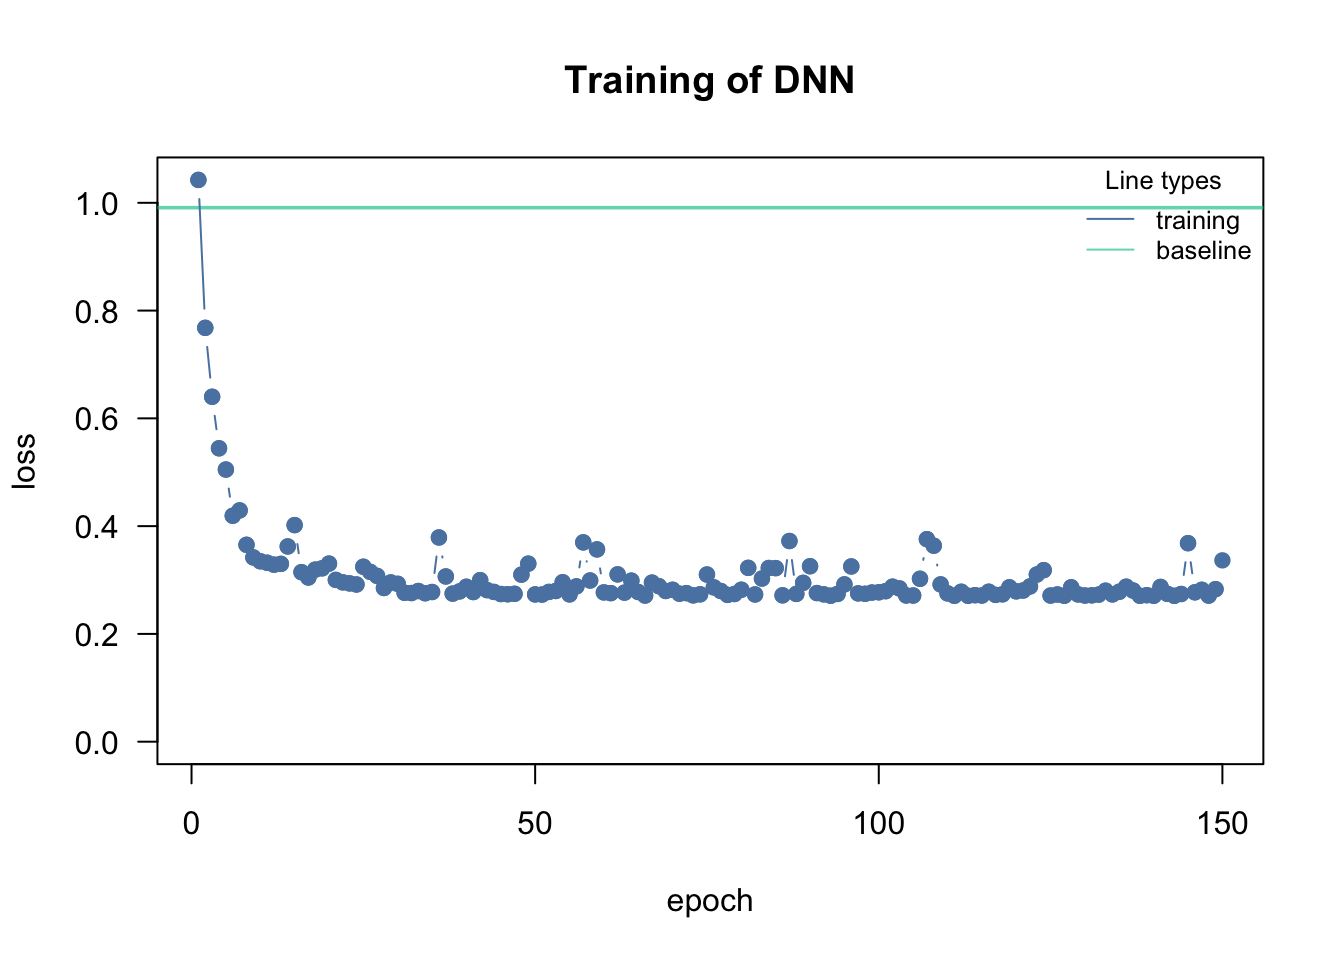 Training of DNN
Line types
training
baseline
1.0
0.8
0.6
0.4
0.2
0.0
loss
0 50 100 150
epoch